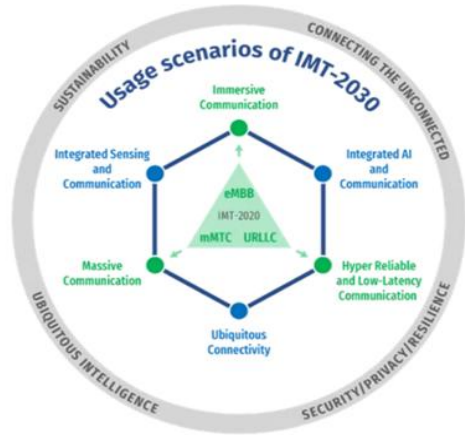 SUSTAINABILITY
CONNECTING THE UNCONNECTED
Usage scenarios of IMT-2030
Immersive
Communication
Integrated Sensing
and
Communication
Integrated AI
and
Communication
eMBB
IMT-2020
mMTC URLLC
Massive
Communication
Hyper Reliable
and Low-Latency
Communication
Ubiquitous
Connectivity
UBIQUITOUS INTELLIGENCE
SECURITY/PRIVACY/RESILIENCE